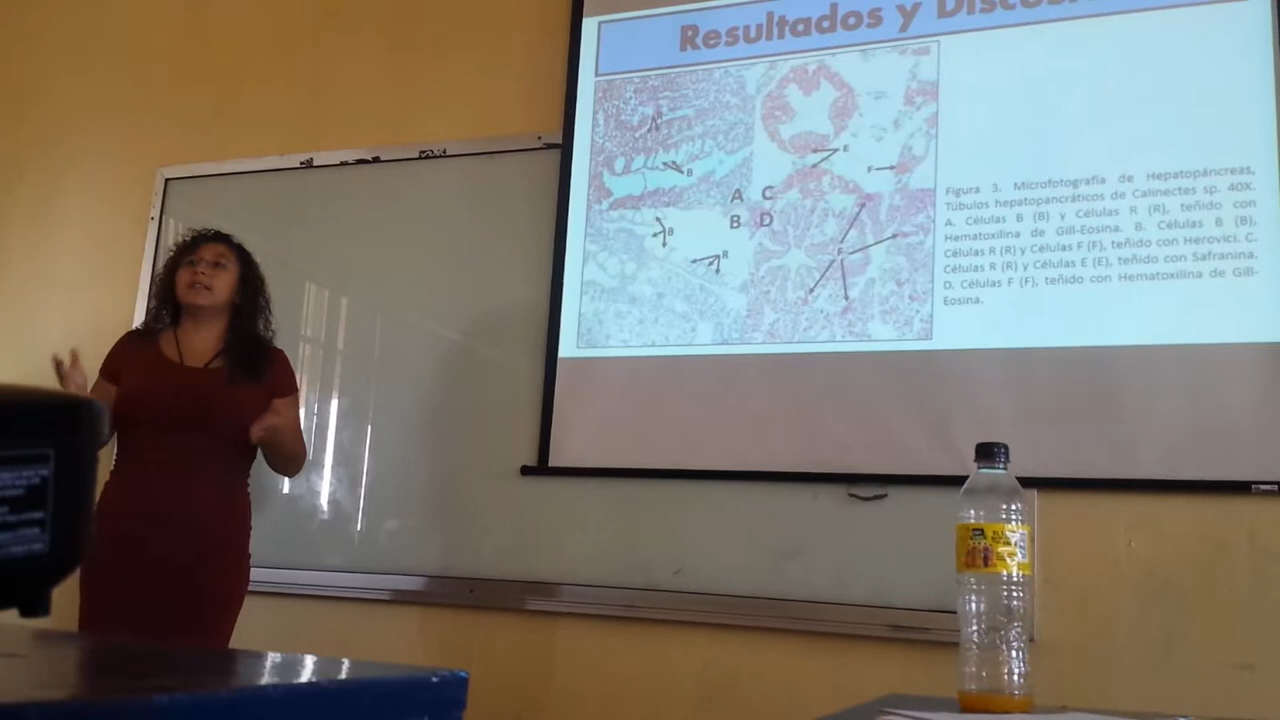 Resultados y Discus
N
B
E
F
A C
B D
B
R
Figura 3. Microfotografía de Hepatopáncreas,
Túbulos hepatopancráticos de Calinectes sp. 40X.
A. Células B (B) y Células R (R), teñido con
Hematoxilina de Gill-Eosina. B. Células B (B),
Células R (R) y Células F (F), teñido con Herovici. C.
Células R (R) y Células E (E), teñido con Safranina.
D. Células F (F), teñido con Hematoxilina de Gill-
Eosina.